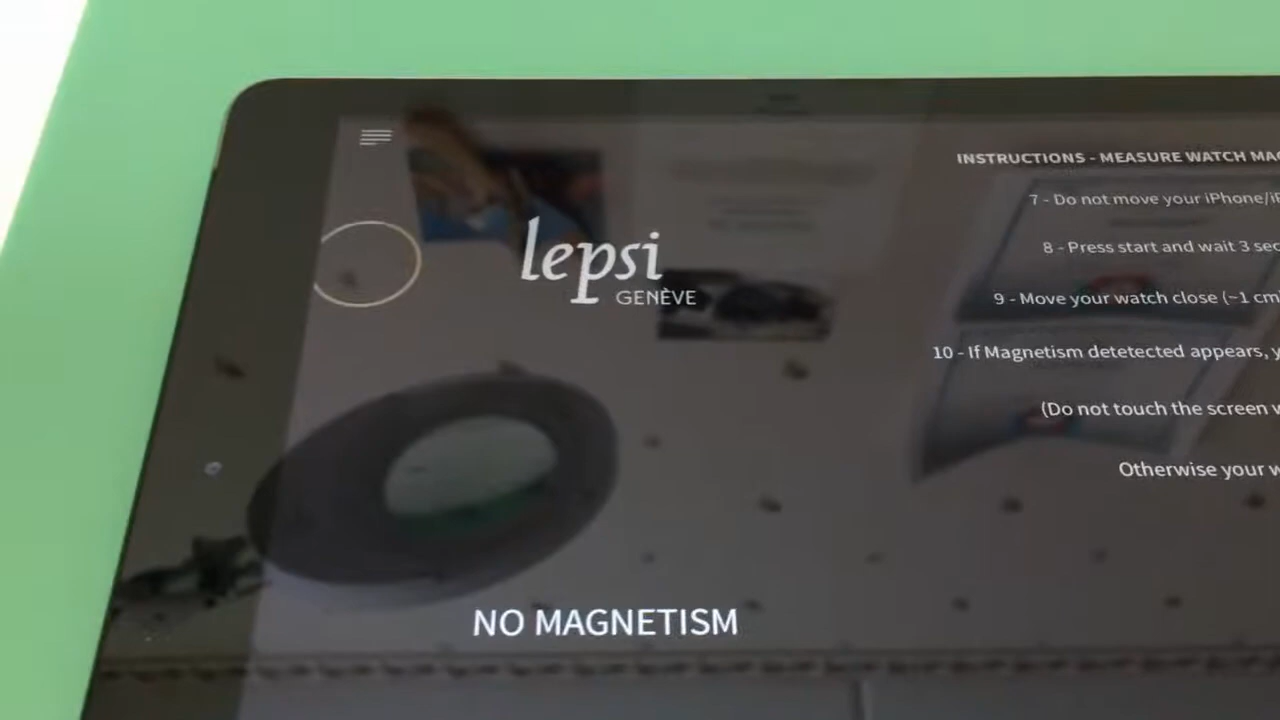 lepsi
GENÈVE
INSTRUCTIONS - MEASURE WATCH
7 - Do not move your iPhone/
8 - Press start and wait 3
9 - Move your watch close (~1 cm
10 - If Magnetism detetected appears,
(Do not touch the screen
Otherwise your
NO MAGNETISM